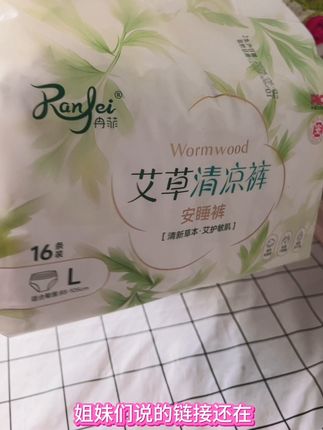 Ranfei®
冉菲
Wormwood
艾草清凉裤
安睡裤
[ 清新草本·艾护敏肌 ]
16条装
L
姐妹们说的链接还在